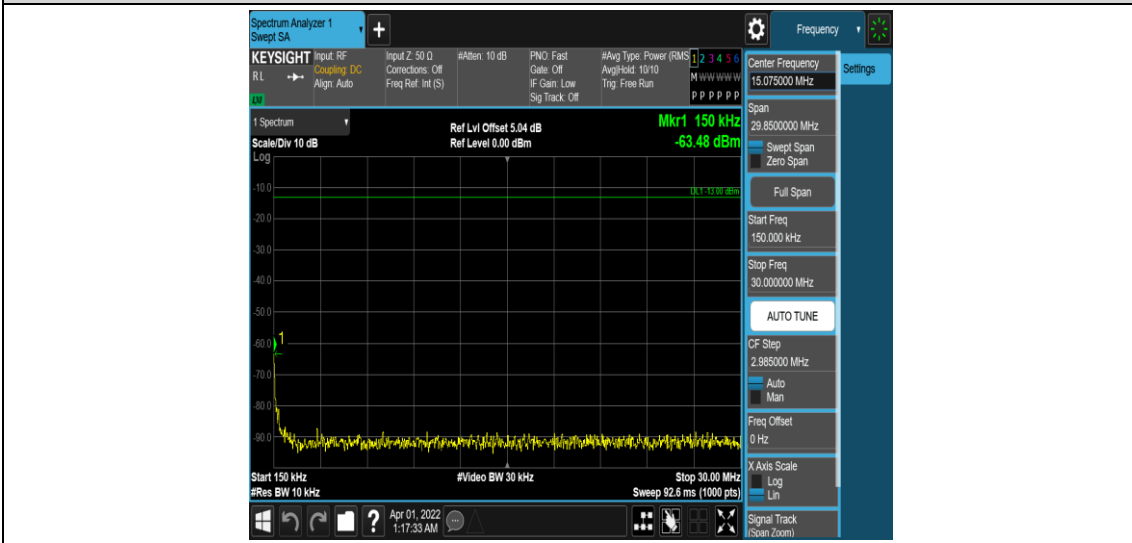 Spectrum Analyzer 1
Swept SA
+
Frequency
KEYSIGHT
RL
LXI
Input: RF
Coupling: DC
Align: Auto
Input Z: 50 Ω
Corrections: Off
Freq Ref: Int (S)
#Atten: 10 dB
PNO: Fast
Gate: Off
IF Gain: Low
Sig Track: Off
#Avg Type: Power (RMS
Avg|Hold: 10/10
Trig: Free Run
1 2 3 4 5 6
M W W W W W
P P P P P P
1 Spectrum
Scale/Div 10 dB
Log
Ref Lvl Offset 5.04 dB
Ref Level 0.00 dBm
Mkr1 150 kHz
-63.48 dBm
DL1 -13.00 dBm
-10.0
-20.0
-30.0
-40.0
-50.0
-60.0
-70.0
-80.0
-90.0
1
Start 150 kHz
#Res BW 10 kHz
#Video BW 30 kHz
Stop 30.00 MHz
Sweep 92.6 ms (1000 pts)
?
Apr 01, 2022
1:17:33 AM
Center Frequency
15.075000 MHz
Span
29.8500000 MHz
Swept Span
Zero Span
Full Span
Start Freq
150.000 kHz
Stop Freq
30.000000 MHz
AUTO TUNE
CF Step
2.985000 MHz
Auto
Man
Freq Offset
0 Hz
X Axis Scale
Log
Lin
Signal Track
(Span Zoom)
Settings